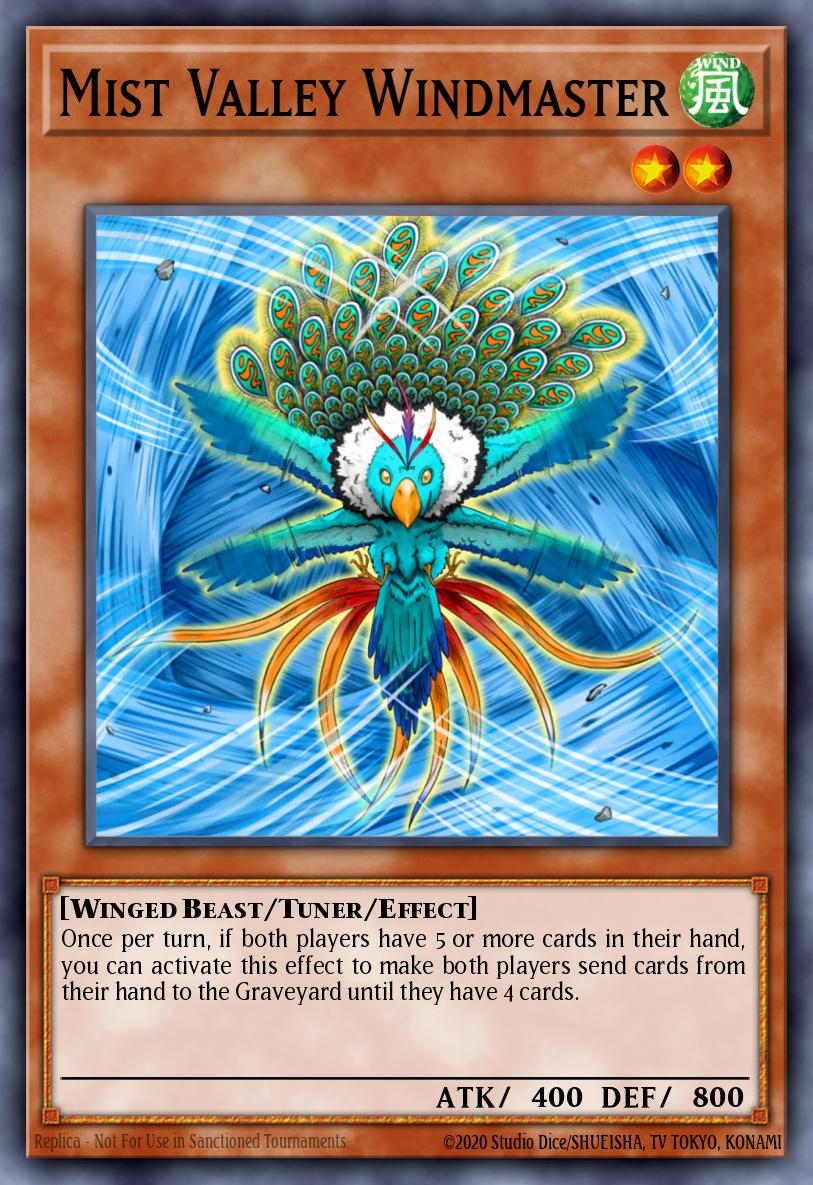 Mist Valley Windmaster
WIND
風
[Winged Beast/Tuner/Effect]
Once per turn, if both players have 5 or more cards in their hand,
you can activate this effect to make both players send cards from
their hand to the Graveyard until they have 4 cards.
ATK/ 400 DEF/ 800
Replica - Not For Use in Sanctioned Tournaments.
©2020 Studio Dice/SHUEISHA, TV TOKYO, KONAMI